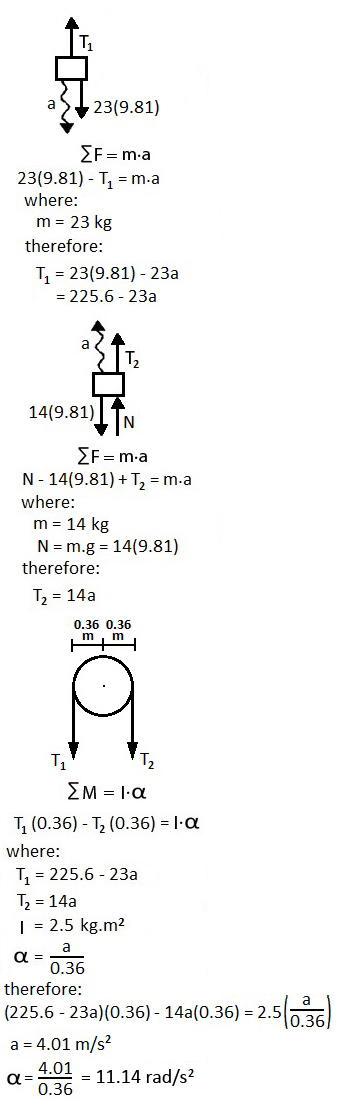 T₁
a
23(9.81)
∑F = m·a
23(9.81) - T₁ = m·a
where:
m = 23 kg
therefore:
T₁ = 23(9.81) - 23a
= 225.6 - 23a
a
T₂
14(9.81)
N
∑F = m·a
N - 14(9.81) + T₂ = m·a
where:
m = 14 kg
N = m.g = 14(9.81)
therefore:
T₂ = 14a
0.36 0.36
m m
T₁ T₂
∑M = I·α
T₁ (0.36) - T₂ (0.36) = I·α
where:
T₁ = 225.6 - 23a
T₂ = 14a
I = 2.5 kg.m²
α = a/0.36
therefore:
(225.6 - 23a)(0.36) - 14a(0.36) = 2.5(a/0.36)
a = 4.01 m/s²
α = 4.01/0.36 = 11.14 rad/s²